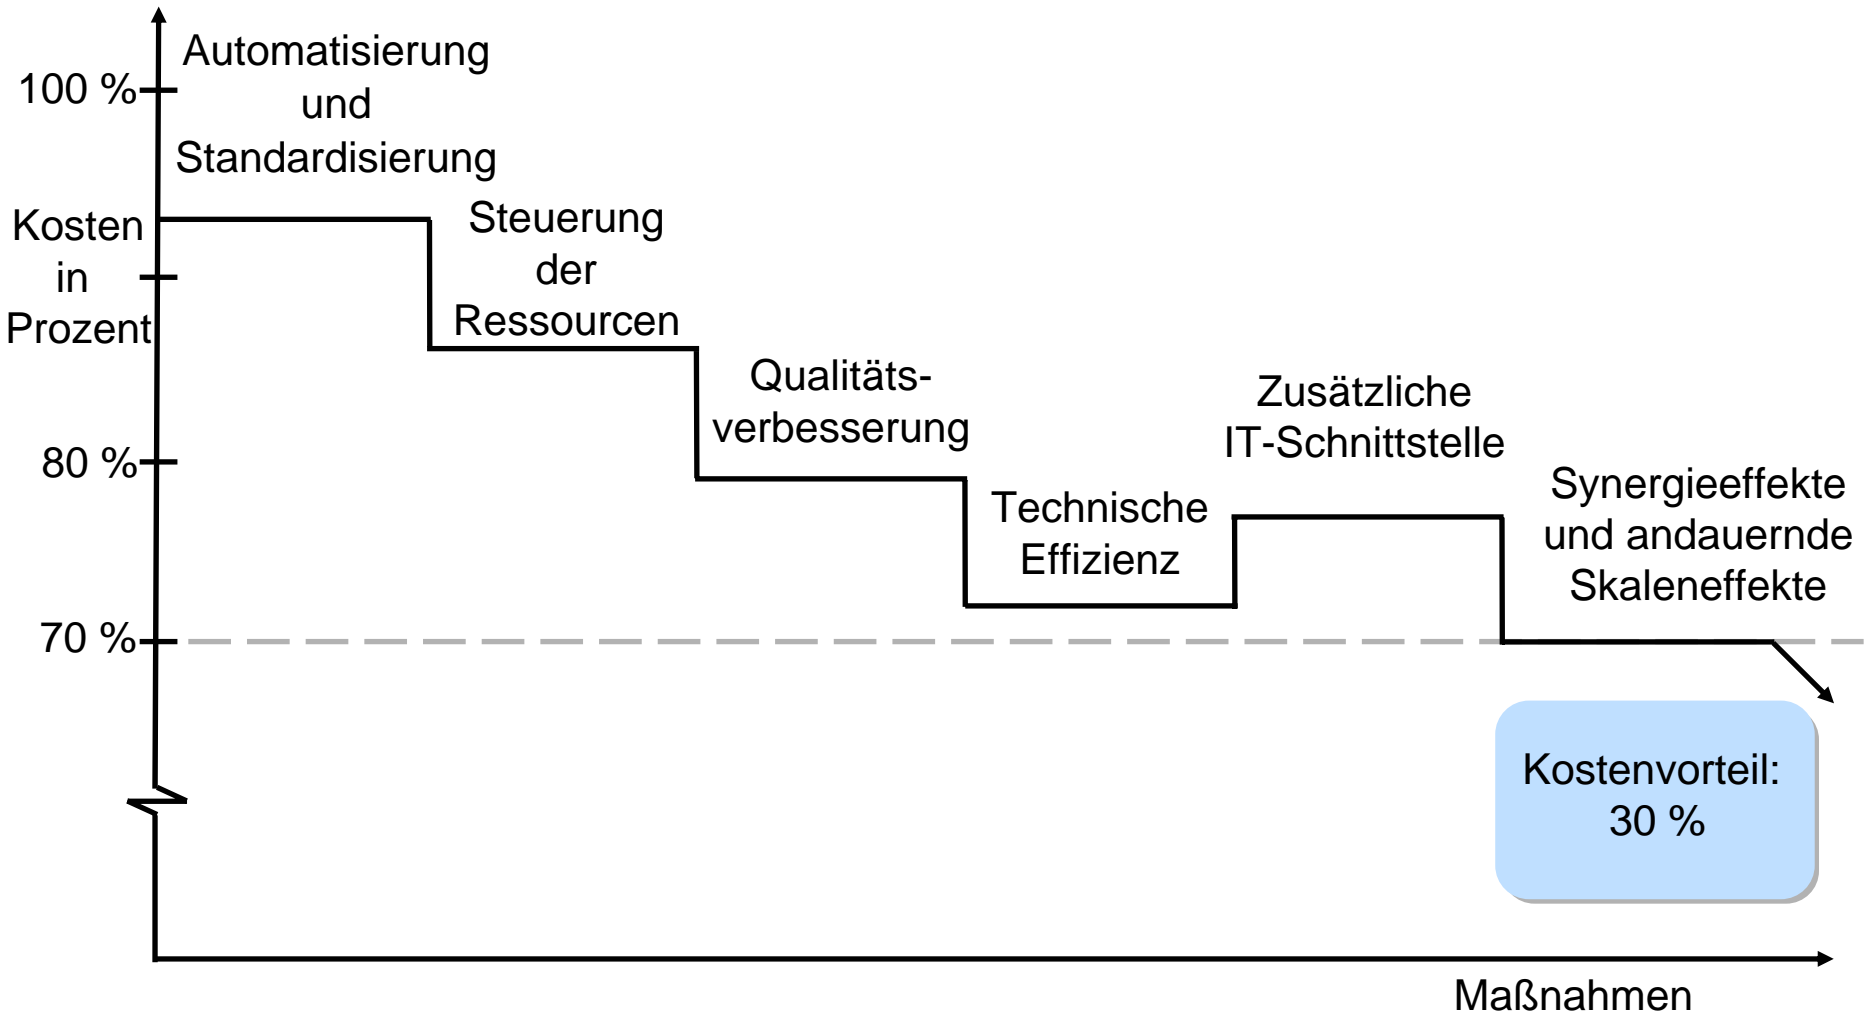 Automatisierung
und
Standardisierung
100 %
Kosten
in
Prozent
Steuerung
der
Ressourcen
Qualitäts-
verbesserung
80 %
Technische
Effizienz
Zusätzliche
IT-Schnittstelle
Synergieeffekte
und andauernde
Skaleneffekte
70 %
Kostenvorteil:
30 %
Maßnahmen